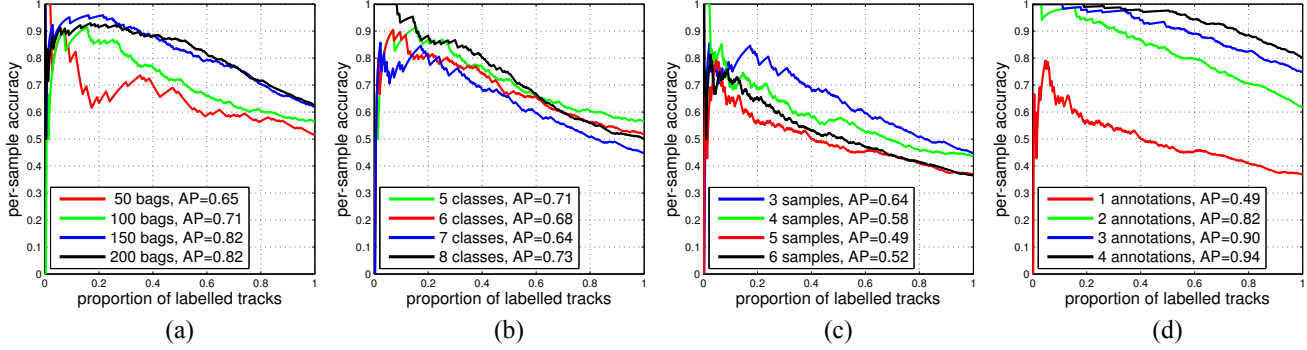 per-sample accuracy
1
0.9
0.8
0.7
0.6
0.5
0.4
0.3
0.2
0.1
0
50 bags, AP=0.65
100 bags, AP=0.71
150 bags, AP=0.82
200 bags, AP=0.82
0 0.2 0.4 0.6 0.8 1
proportion of labelled tracks
(a)
per-sample accuracy
1
0.9
0.8
0.7
0.6
0.5
0.4
0.3
0.2
0.1
0
5 classes, AP=0.71
6 classes, AP=0.68
7 classes, AP=0.64
8 classes, AP=0.73
0 0.2 0.4 0.6 0.8 1
proportion of labelled tracks
(b)
per-sample accuracy
1
0.9
0.8
0.7
0.6
0.5
0.4
0.3
0.2
0.1
0
3 samples, AP=0.64
4 samples, AP=0.58
5 samples, AP=0.49
6 samples, AP=0.52
0 0.2 0.4 0.6 0.8 1
proportion of labelled tracks
(c)
per-sample accuracy
1
0.9
0.8
0.7
0.6
0.5
0.4
0.3
0.2
0.1
0
1 annotations, AP=0.49
2 annotations, AP=0.82
3 annotations, AP=0.90
4 annotations, AP=0.94
0 0.2 0.4 0.6 0.8 1
proportion of labelled tracks
(d)